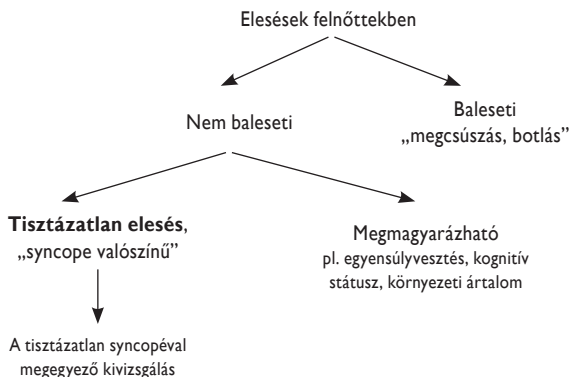 Elesések felnőttekben
Nem baleseti
Baleseti
„megcsúszás, botlás”
Tisztázatlan elesés,
„syncope valószínű”
Megmagyarázható
pl. egyensúlyvesztés, kognitív
státusz, környezeti ártalom
A tisztázatlan syncopéval
megegyező kivizsgálás